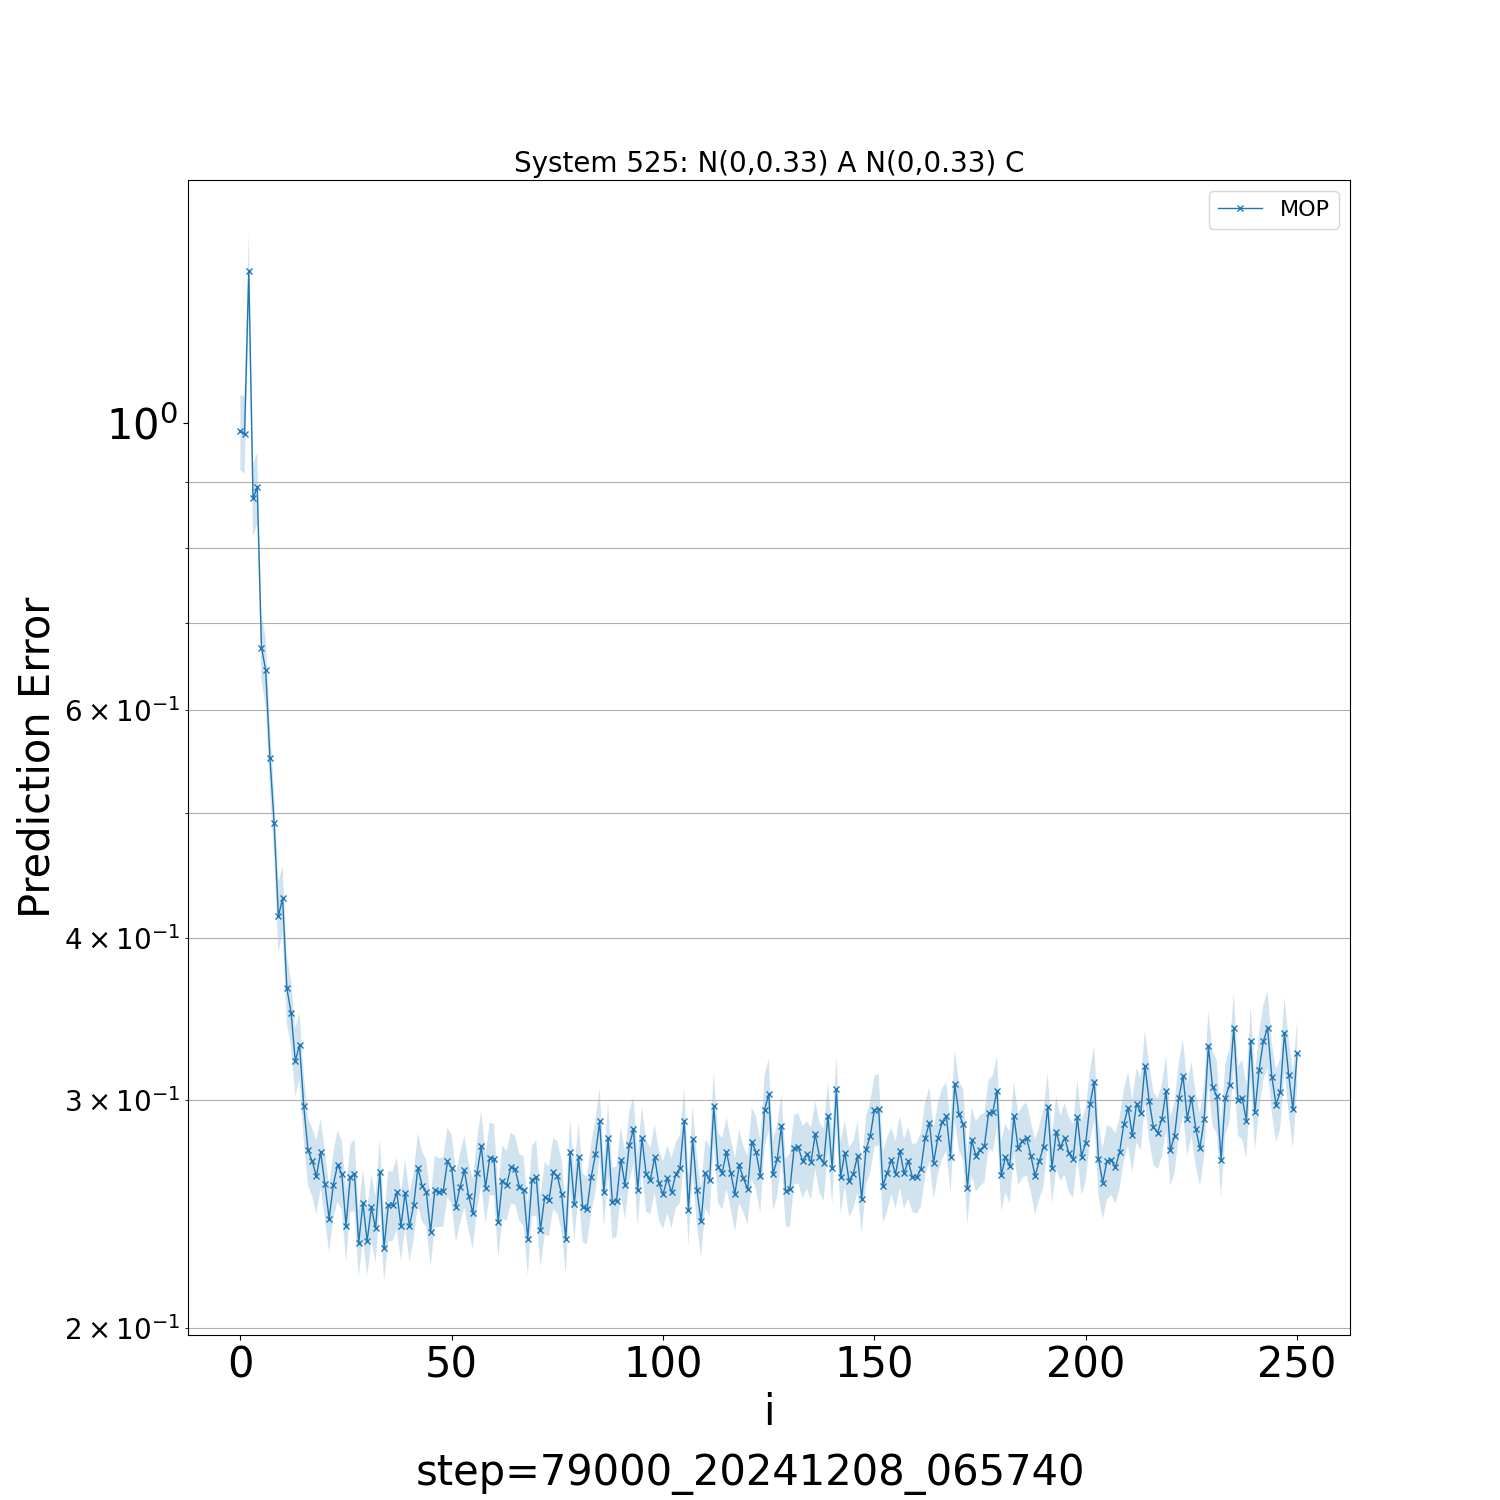 System 525: N(0,0.33) A N(0,0.33) C
MOP
Prediction Error
10⁰
6 × 10⁻¹
4 × 10⁻¹
3 × 10⁻¹
2 × 10⁻¹
0 50 100 150 200 250
i
step=79000_20241208_065740